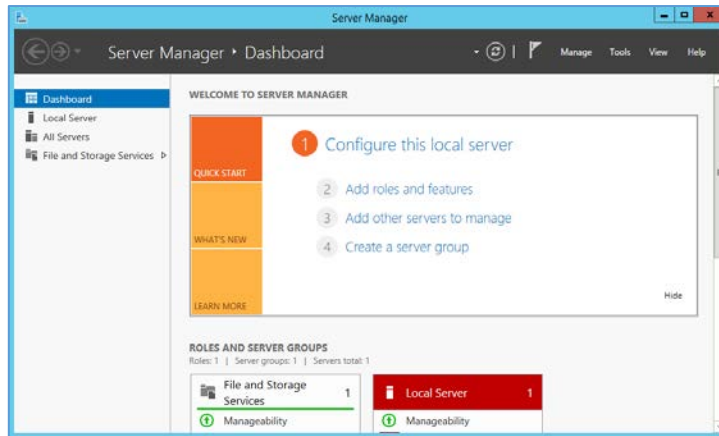 Server Manager
Server Manager ‣ Dashboard
Manage Tools View Help
Dashboard
Local Server
All Servers
File and Storage Services
WELCOME TO SERVER MANAGER
QUICK START
WHAT'S NEW
LEARN MORE
1 Configure this local server
2 Add roles and features
3 Add other servers to manage
4 Create a server group
Hide
ROLES AND SERVER GROUPS
Roles: 1 | Server groups: 1 | Servers total: 1
File and Storage
Services
1
Manageability
Local Server 1
Manageability